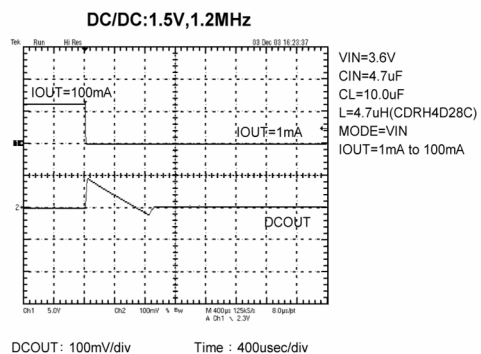 DC/DC:1.5V,1.2MHz
Tek Run Hi Res 03 Dec 03 16:23:37
IOUT=100mA
IOUT=1mA
2
DCOUT
Ch1 5.0V Ch2 100mV % Bw M 400µs 125kS/s 8.0µs/pt
A Ch1 \ 2.3V
VIN=3.6V
CIN=4.7uF
CL=10.0uF
L=4.7uH(CDRH4D28C)
MODE=VIN
IOUT=1mA to 100mA
DCOUT: 100mV/div Time : 400usec/div